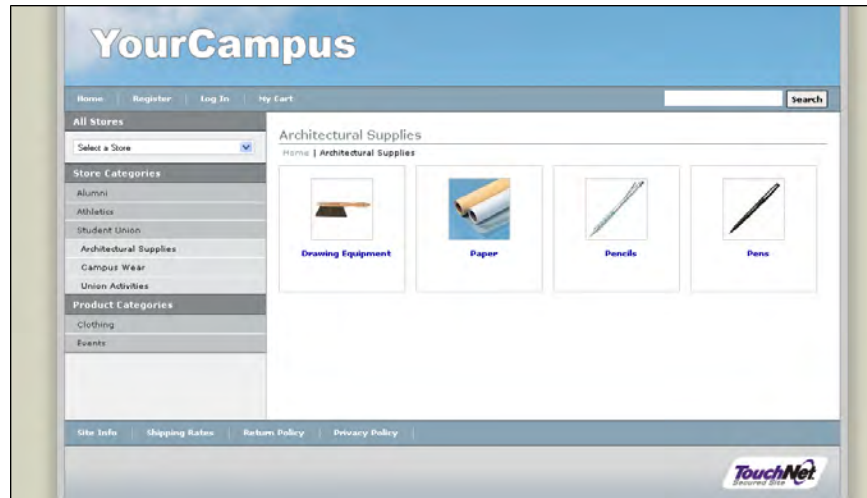 YourCampus
Home Register Log In My Cart
Search
All Stores
Select a Store
Store Categories
Alumni
Athletics
Student Union
Architectural Supplies
Campus Wear
Union Activities
Product Categories
Clothing
Events
Architectural Supplies
Home | Architectural Supplies
Drawing Equipment
Paper
Pencils
Pens
Site Info Shipping Rates Return Policy Privacy Policy
TouchNet
Secured Site